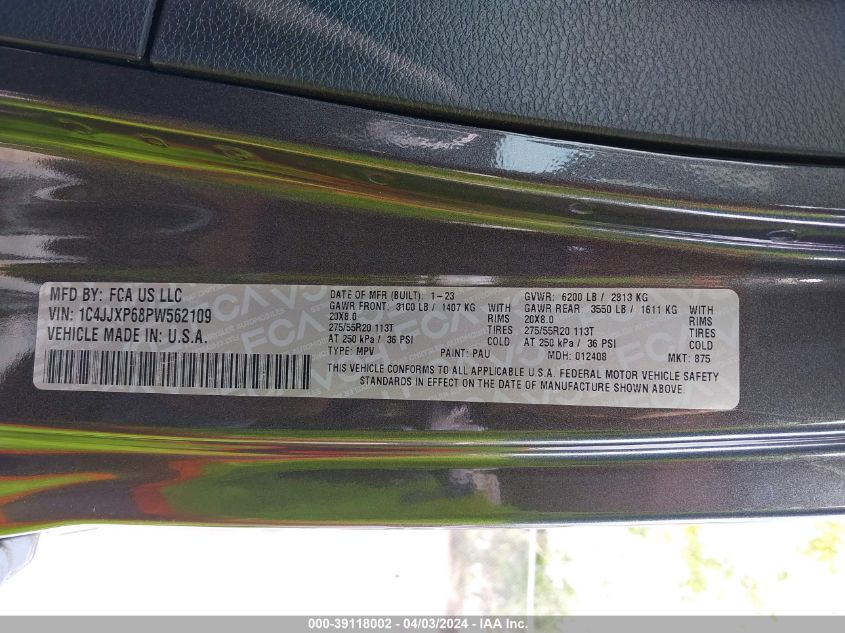 MFD BY: FCA US LLC
VIN: 1C4JJXP68PW562109
VEHICLE MADE IN: U.S.A.
DATE OF MFR (BUILT): 1-23
GAWR FRONT: 3100 LB / 1407 KG WITH
20X8.0 RIMS
275/55R20 113T TIRES
AT 250 kPa / 36 PSI COLD
TYPE: MPV PAINT: PAU
GVWR: 6200 LB / 2813 KG
GAWR REAR: 3550 LB / 1611 KG WITH
20X8.0 RIMS
275/55R20 113T TIRES
AT 250 kPa / 36 PSI COLD
MDH: 012408 MKT: 875
THIS VEHICLE CONFORMS TO ALL APPLICABLE U.S.A. FEDERAL MOTOR VEHICLE SAFETY
STANDARDS IN EFFECT ON THE DATE OF MANUFACTURE SHOWN ABOVE.
000-39118002 - 04/03/2024 - IAA Inc.